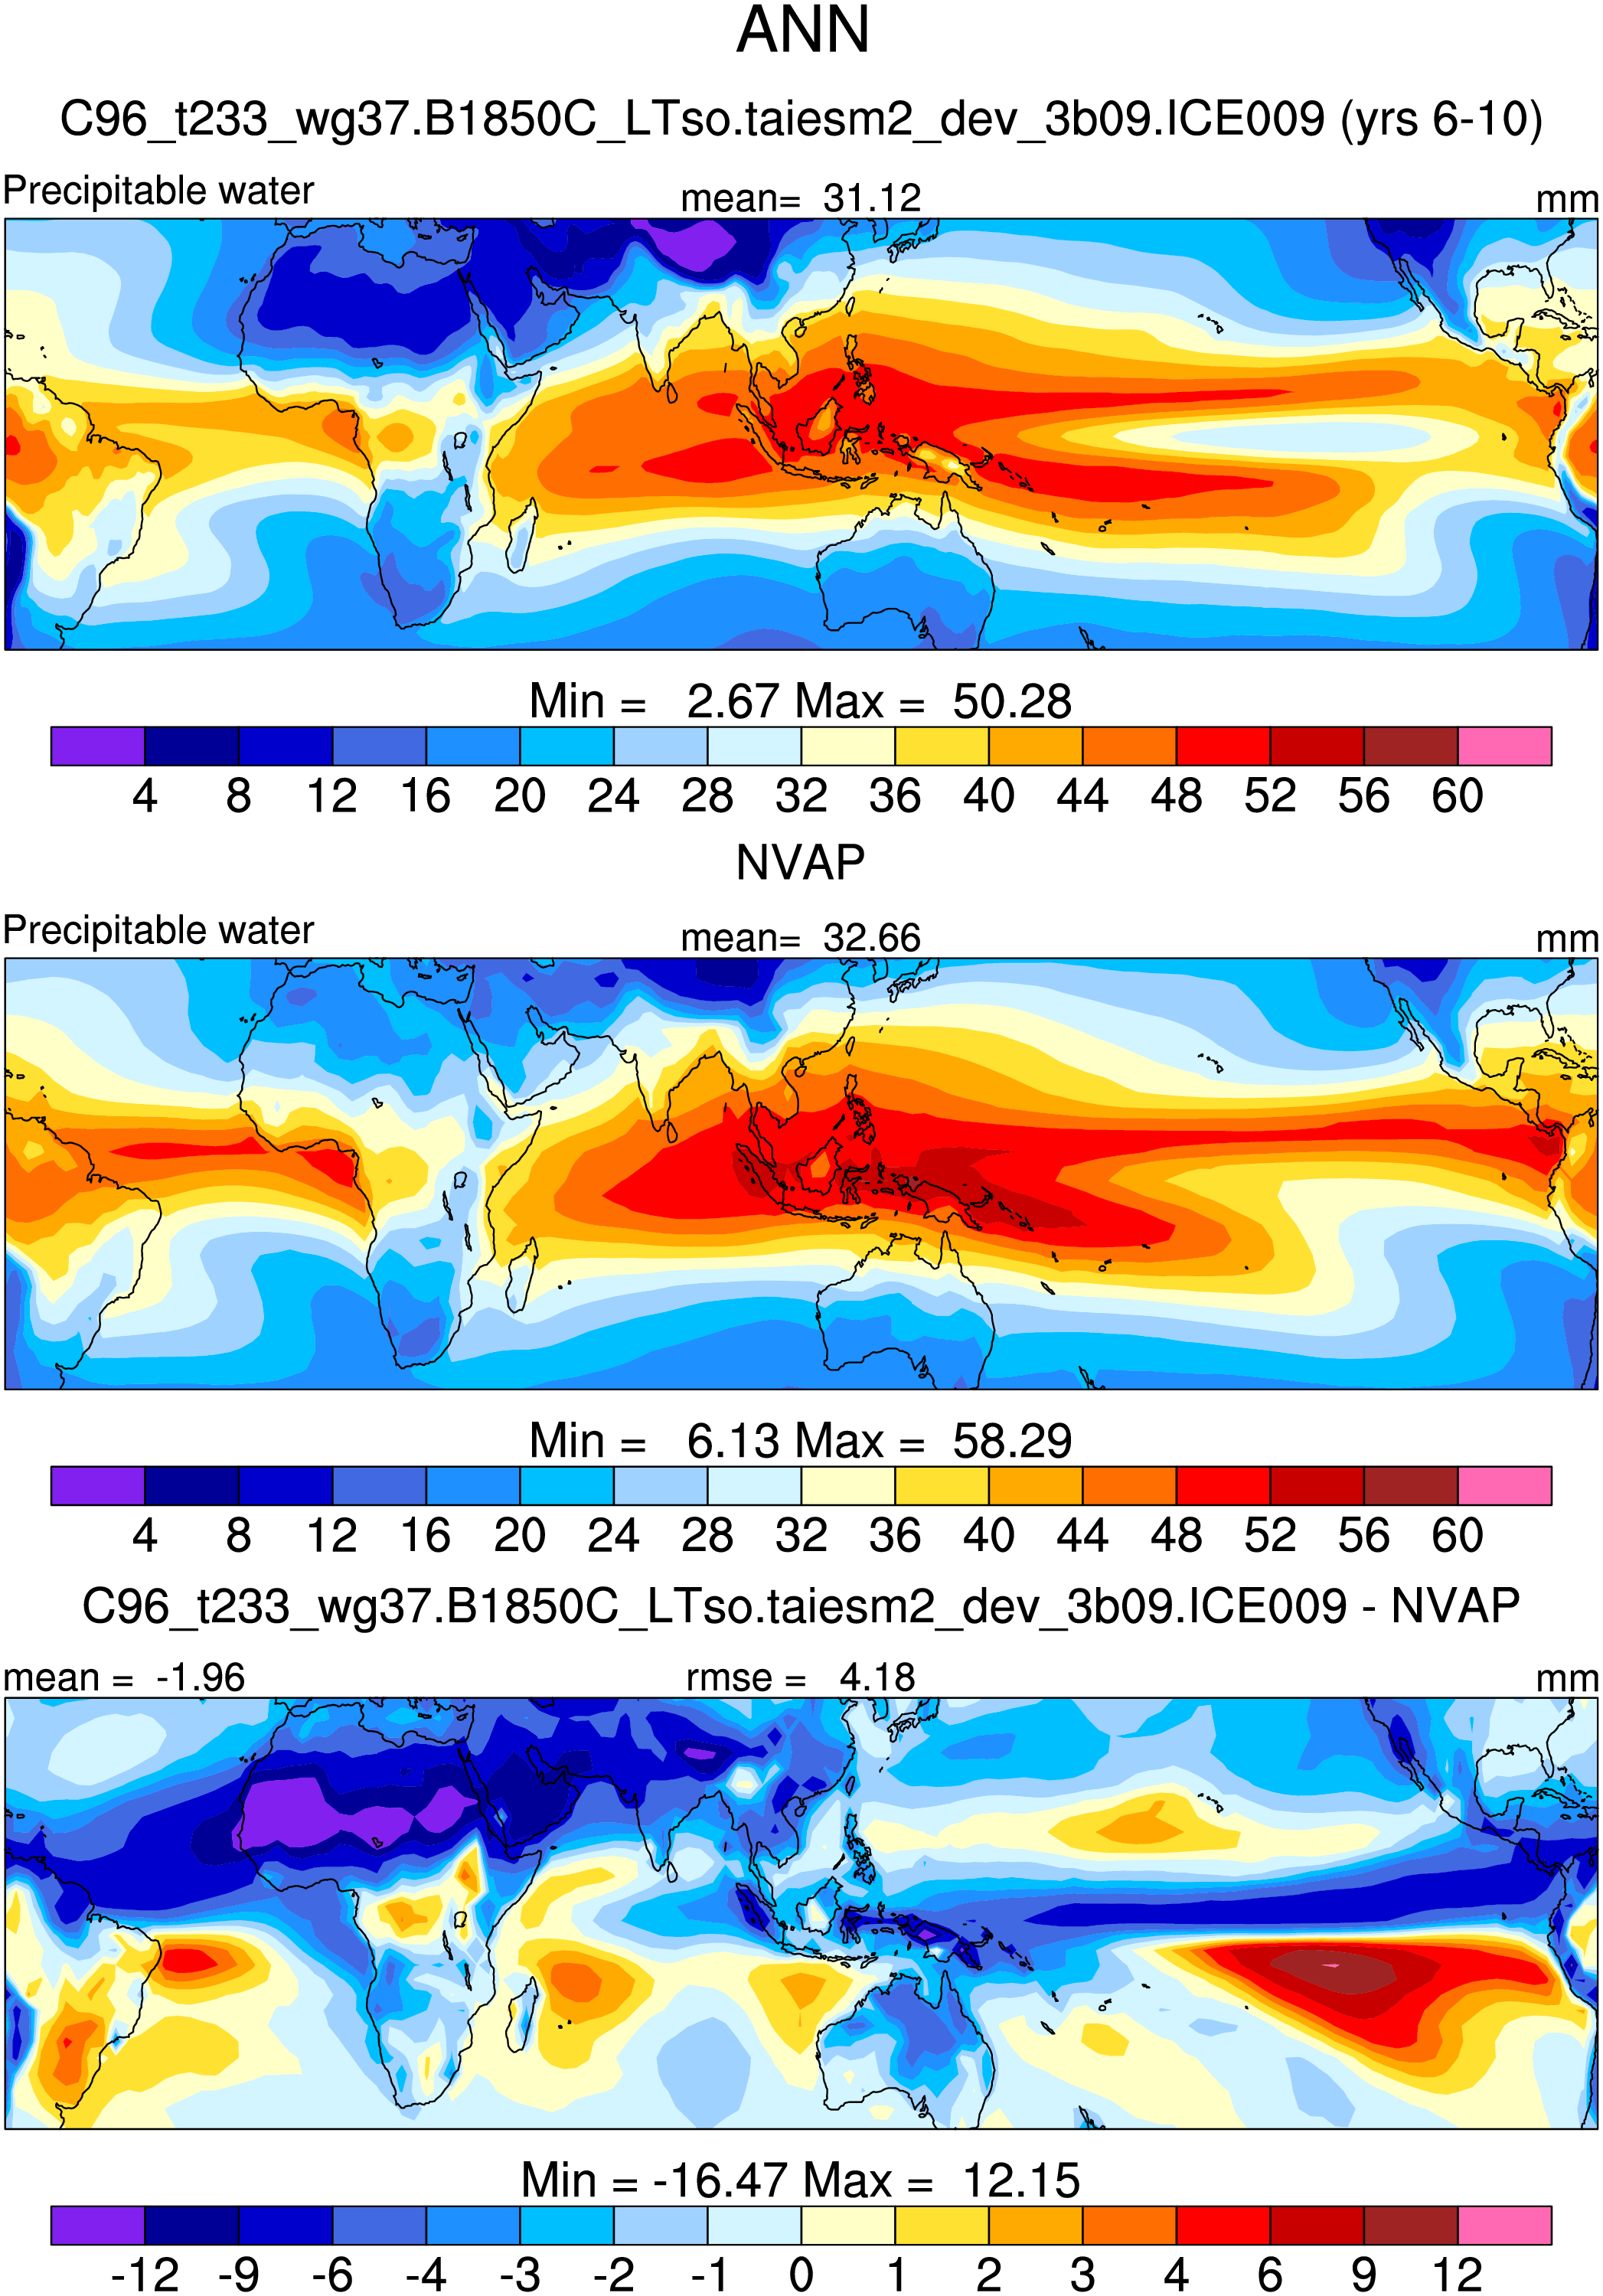 ANN
C96_t233_wg37.B1850C_LTso.taiesm2_dev_3b09.ICE009 (yrs 6-10)
Precipitable water mean= 31.12 mm
Min = 2.67 Max = 50.28
4 8 12 16 20 24 28 32 36 40 44 48 52 56 60
NVAP
Precipitable water mean= 32.66 mm
Min = 6.13 Max = 58.29
4 8 12 16 20 24 28 32 36 40 44 48 52 56 60
C96_t233_wg37.B1850C_LTso.taiesm2_dev_3b09.ICE009 - NVAP
mean = -1.96 rmse = 4.18 mm
Min = -16.47 Max = 12.15
-12 -9 -6 -4 -3 -2 -1 0 1 2 3 4 6 9 12